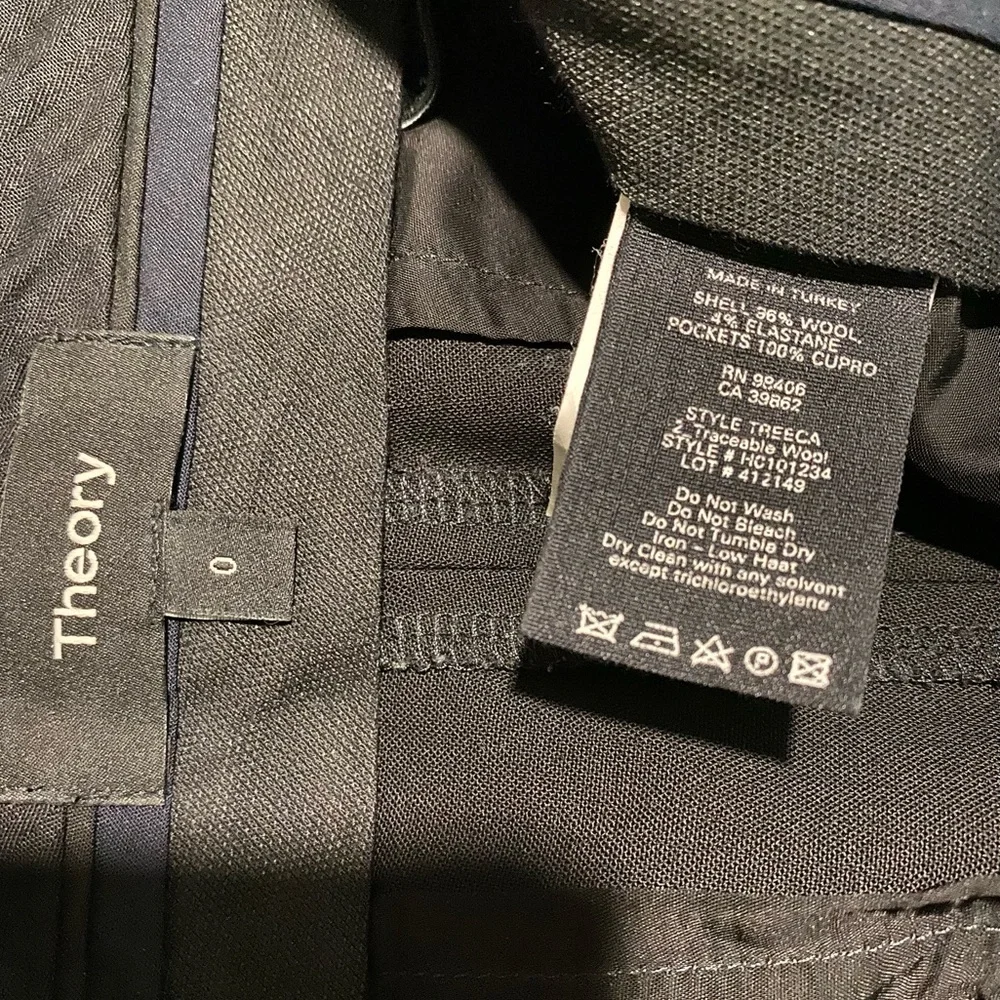 Theory
0
MADE IN TURKEY
SHELL 96% WOOL,
4% ELASTANE
POCKETS 100% CUPRO
RN 98406
CA 39862
STYLE TREECA
2. Traceable Wool
STYLE # HC101234
LOT # 412149
Do Not Wash
Do Not Bleach
Do Not Tumble Dry
Iron - Low Heat
Dry Clean with any solvent
except trichloroethylene
P